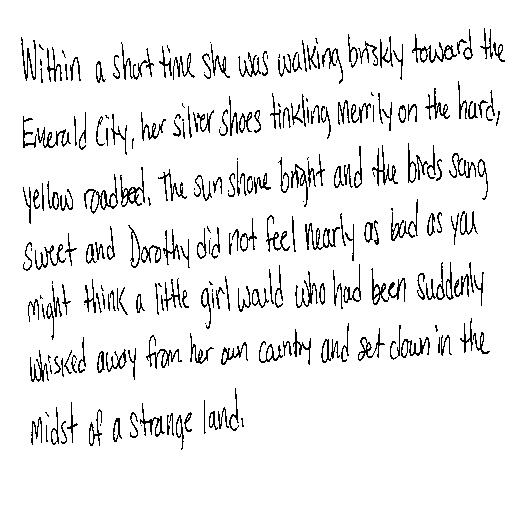 Within a short time she was walking briskly toward the
Emerald City, her silver shoes tinkling merrily on the hard,
yellow roadbed. The sun shone bright and the birds sang
sweet and Dorothy did not feel nearly as bad as you
might think a little girl would who had been suddenly
whisked away from her own country and set down in the
midst of a strange land.